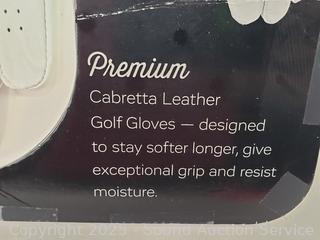 Premium
Cabretta Leather
Golf Gloves — designed
to stay softer longer, give
exceptional grip and resist
moisture.
Copyright 2023 - Sound Auction Service